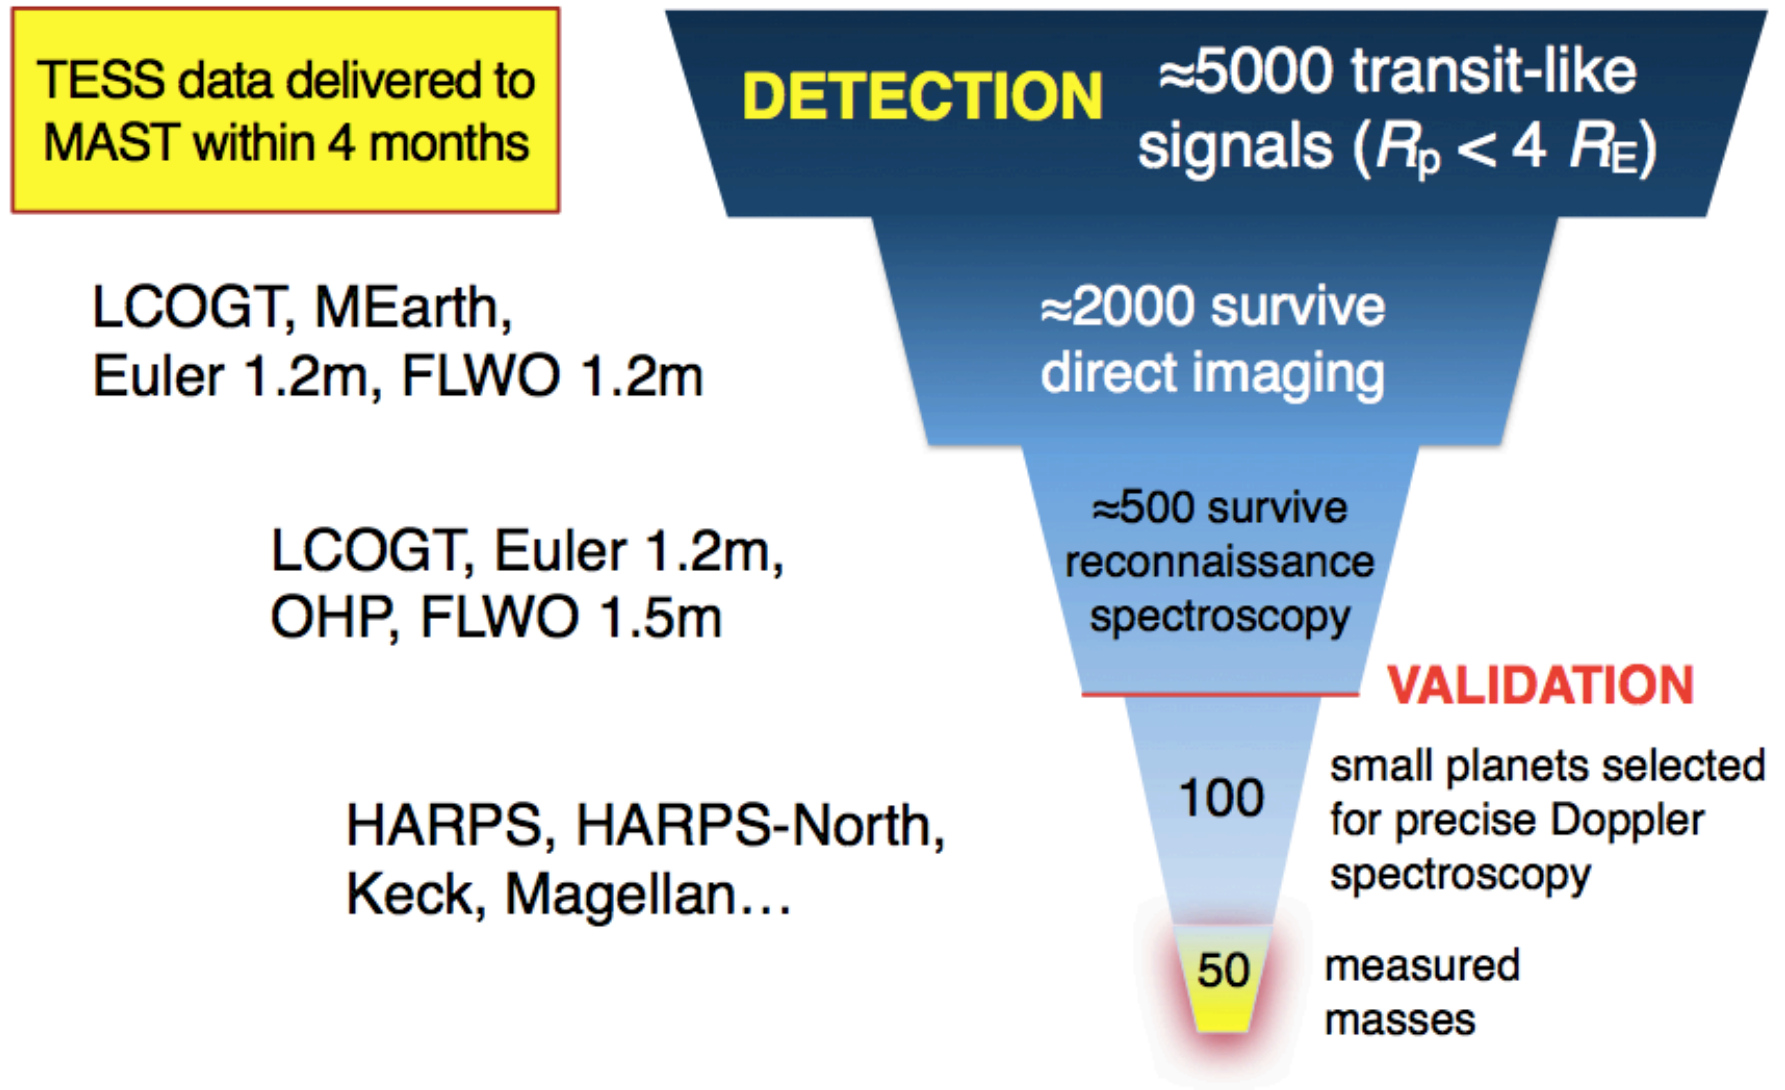 TESS data delivered to
MAST within 4 months
DETECTION
≈5000 transit-like
signals (Rp < 4 RE)
LCOGT, MEarth,
Euler 1.2m, FLWO 1.2m
≈2000 survive
direct imaging
LCOGT, Euler 1.2m,
OHP, FLWO 1.5m
≈500 survive
reconnaissance
spectroscopy
VALIDATION
HARPS, HARPS-North,
Keck, Magellan…
100
small planets selected
for precise Doppler
spectroscopy
50
measured
masses